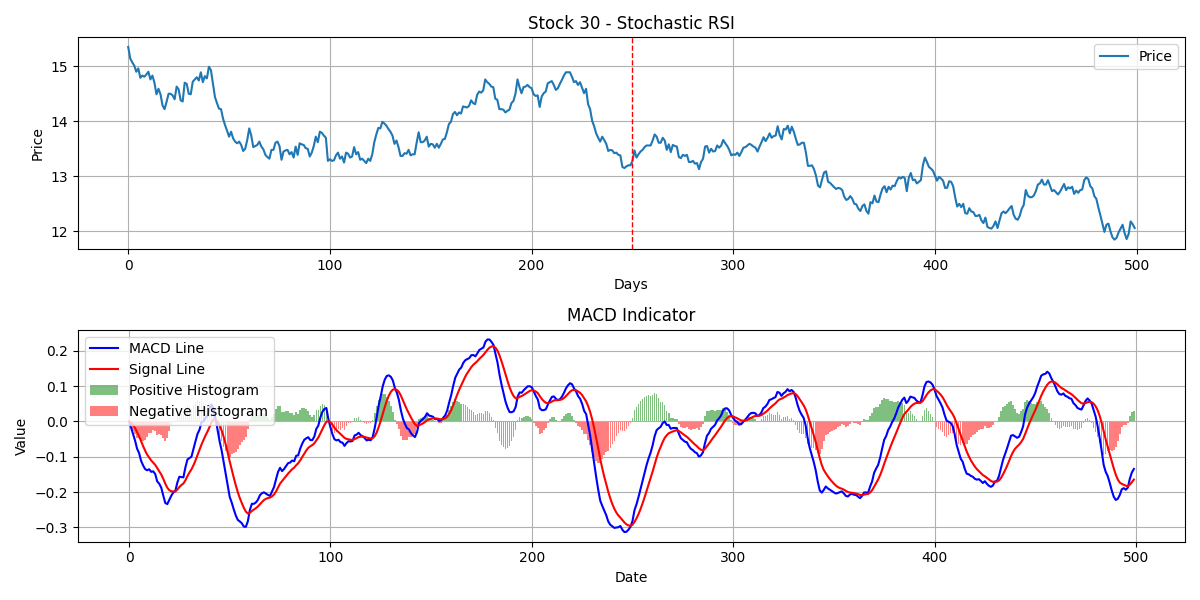 Stock 30 - Stochastic RSI
Price
15
14
13
12
Price
0 100 200 300 400 500
Days
MACD Indicator
MACD Line
Signal Line
Positive Histogram
Negative Histogram
0.2
0.1
0.0
−0.1
−0.2
−0.3
Value
0 100 200 300 400 500
Date